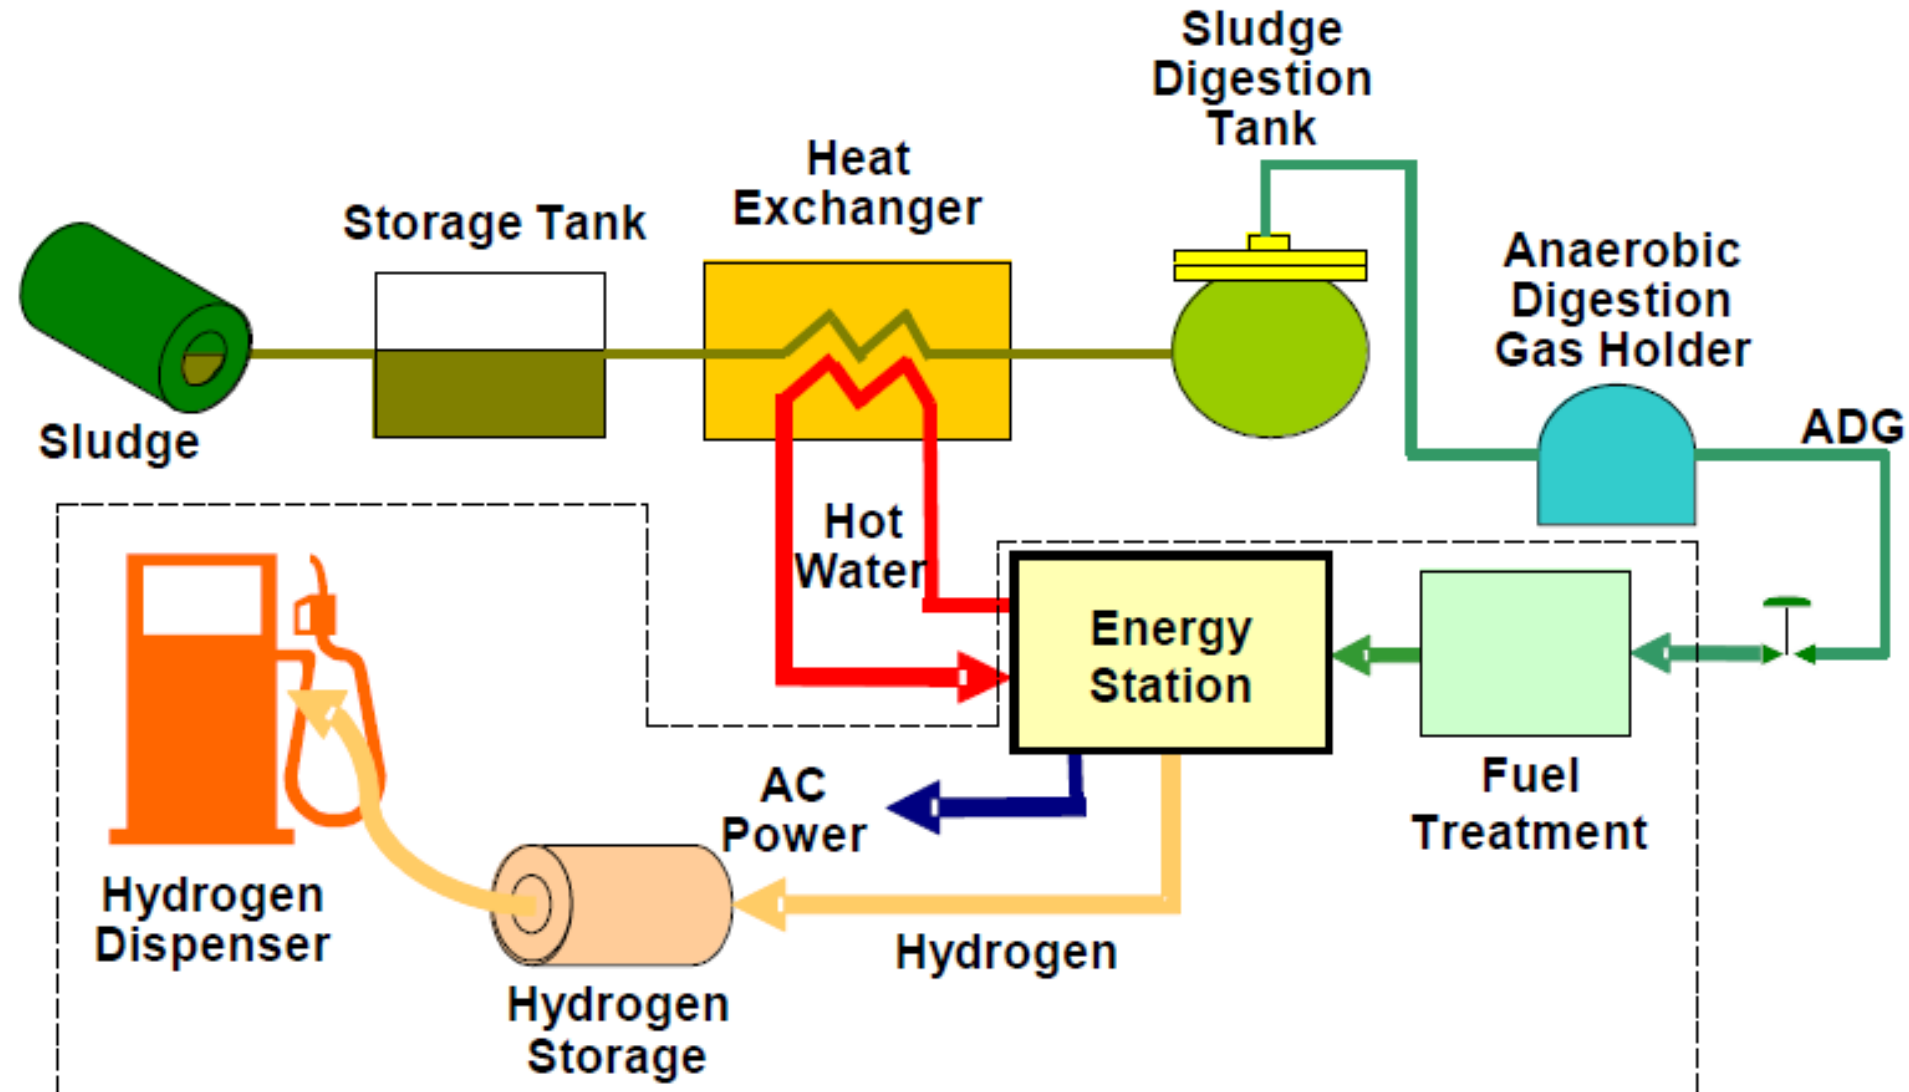 Sludge
Digestion
Tank
Heat
Exchanger
Storage Tank
Anaerobic
Digestion
Gas Holder
ADG
Sludge
Hot
Water
Energy
Station
Fuel
Treatment
AC
Power
Hydrogen
Dispenser
Hydrogen
Hydrogen
Storage